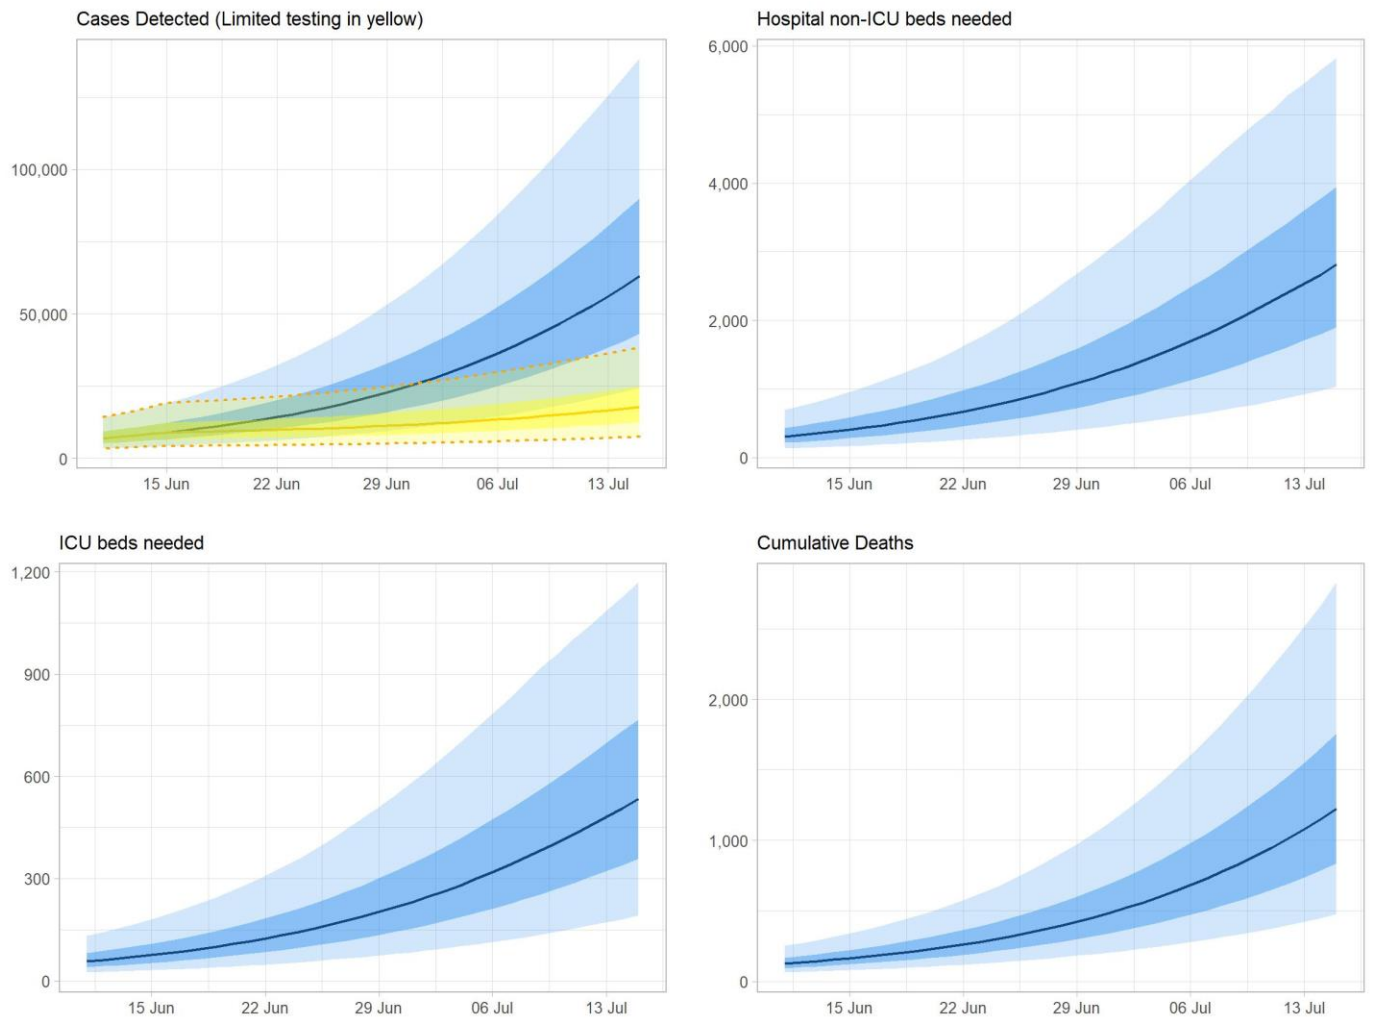 Cases Detected (Limited testing in yellow)
100,000
50,000
0
15 Jun 22 Jun 29 Jun 06 Jul 13 Jul
Hospital non-ICU beds needed
6,000
4,000
2,000
0
15 Jun 22 Jun 29 Jun 06 Jul 13 Jul
ICU beds needed
1,200
900
600
300
0
15 Jun 22 Jun 29 Jun 06 Jul 13 Jul
Cumulative Deaths
2,000
1,000
0
15 Jun 22 Jun 29 Jun 06 Jul 13 Jul